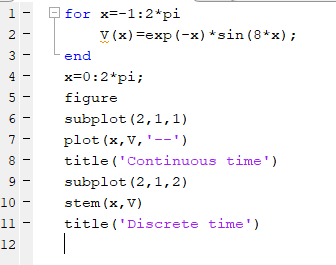 1 - for x=-1:2*pi
2 - V(x)=exp(-x)*sin(8*x);
3 - end
4 - x=0:2*pi;
5 - figure
6 - subplot(2,1,1)
7 - plot(x,V,'--')
8 - title('Continuous time')
9 - subplot(2,1,2)
10 - stem(x,V)
11 - title('Discrete time')
12